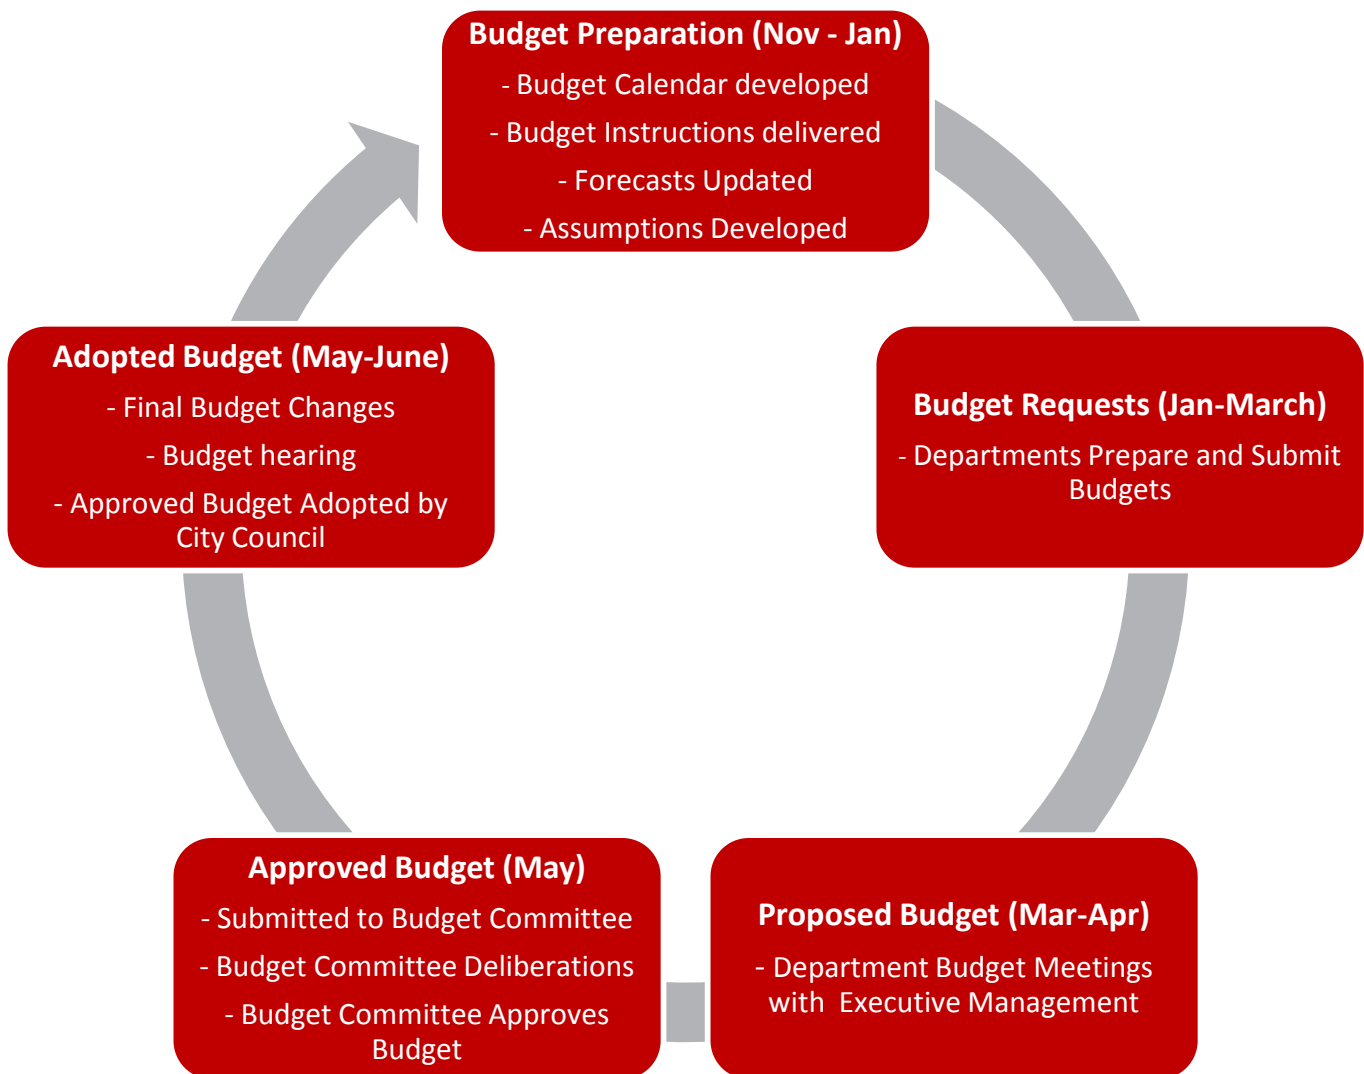 Budget Preparation (Nov - Jan)
- Budget Calendar developed
- Budget Instructions delivered
- Forecasts Updated
- Assumptions Developed
Budget Requests (Jan-March)
- Departments Prepare and Submit
Budgets
Proposed Budget (Mar-Apr)
- Department Budget Meetings
with  Executive Management
Approved Budget (May)
- Submitted to Budget Committee
- Budget Committee Deliberations
- Budget Committee Approves
Budget
Adopted Budget (May-June)
- Final Budget Changes
- Budget hearing
- Approved Budget Adopted by
City Council